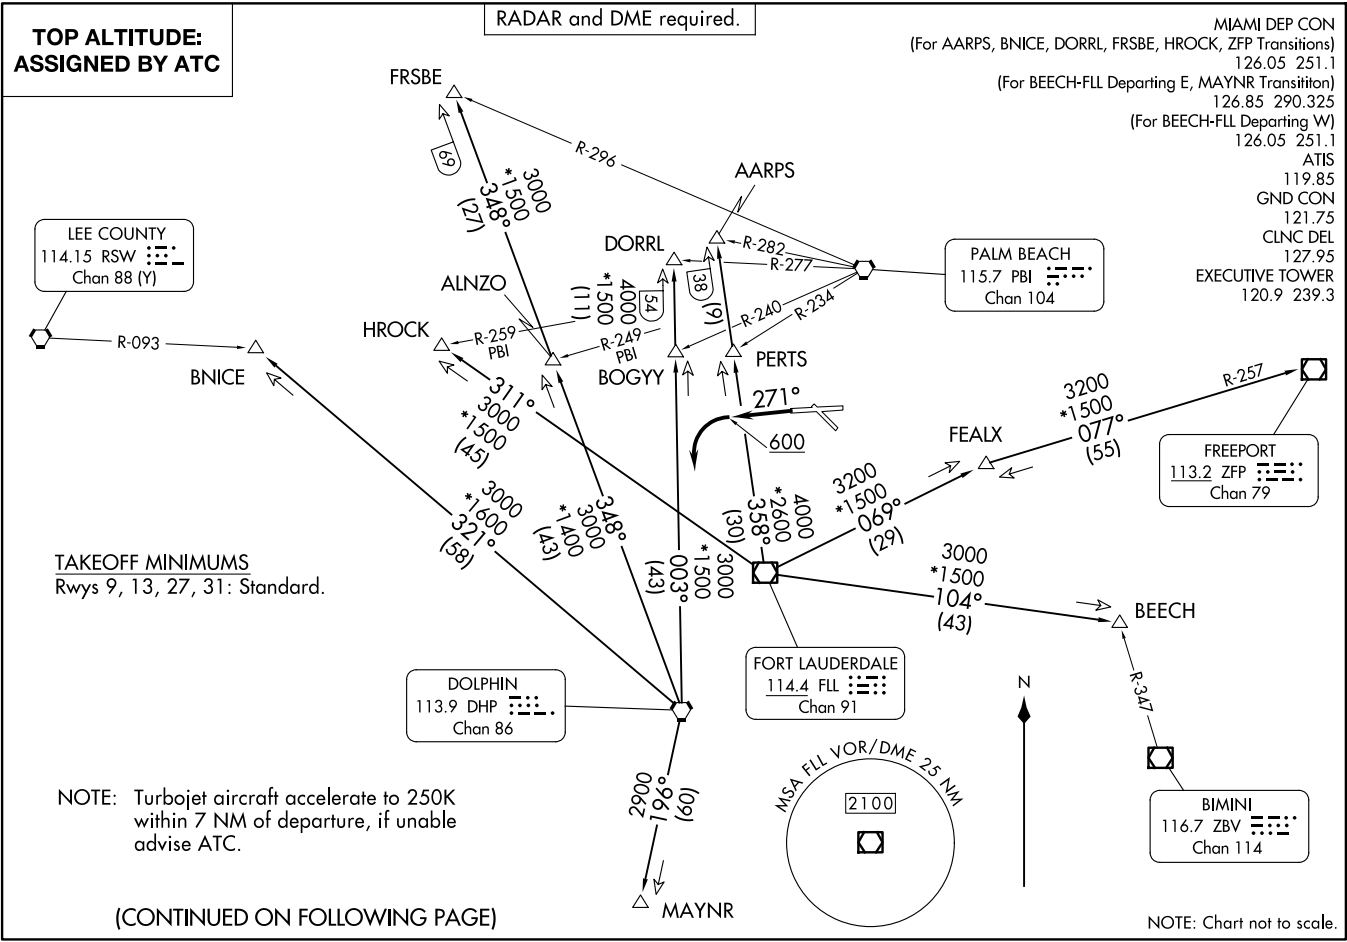 TOP ALTITUDE:
ASSIGNED BY ATC
RADAR and DME required.
MIAMI DEP CON
(For AARPS, BNICE, DORRL, FRSBE, HROCK, ZFP Transitions)
126.05 251.1
(For BEECH-FLL Departing E, MAYNR Transititon)
126.85 290.325
(For BEECH-FLL Departing W)
126.05 251.1
ATIS
119.85
GND CON
121.75
CLNC DEL
127.95
EXECUTIVE TOWER
120.9 239.3
FRSBE
69
3000
*1500
348°
(27)
R-296
AARPS
DORRL
R-282
R-277
38
(9)
54
4000
*1500
(11)
R-240
R-234
PALM BEACH
115.7 PBI
Chan 104
LEE COUNTY
114.15 RSW
Chan 88 (Y)
R-093
BNICE
ALNZO
HROCK
R-259
PBI
R-249
PBI
BOGYY
PERTS
311°
3000
*1500
(45)
271°
600
FEALX
3200
*1500
077°
(55)
R-257
FREEPORT
113.2 ZFP
Chan 79
3000
*1600
321°
(58)
348°
3000
*1400
(43)
3000
*1500
003°
(43)
4000
*2600
358°
(30)
3200
*1500
069°
(29)
3000
*1500
104°
(43)
BEECH
TAKEOFF MINIMUMS
Rwys 9, 13, 27, 31: Standard.
FORT LAUDERDALE
114.4 FLL
Chan 91
DOLPHIN
113.9 DHP
Chan 86
N
R-347
BIMINI
116.7 ZBV
Chan 114
MSA FLL VOR/DME 25 NM
2100
2900
196°
(60)
MAYNR
NOTE: Turbojet aircraft accelerate to 250K
within 7 NM of departure, if unable
advise ATC.
(CONTINUED ON FOLLOWING PAGE)
NOTE: Chart not to scale.